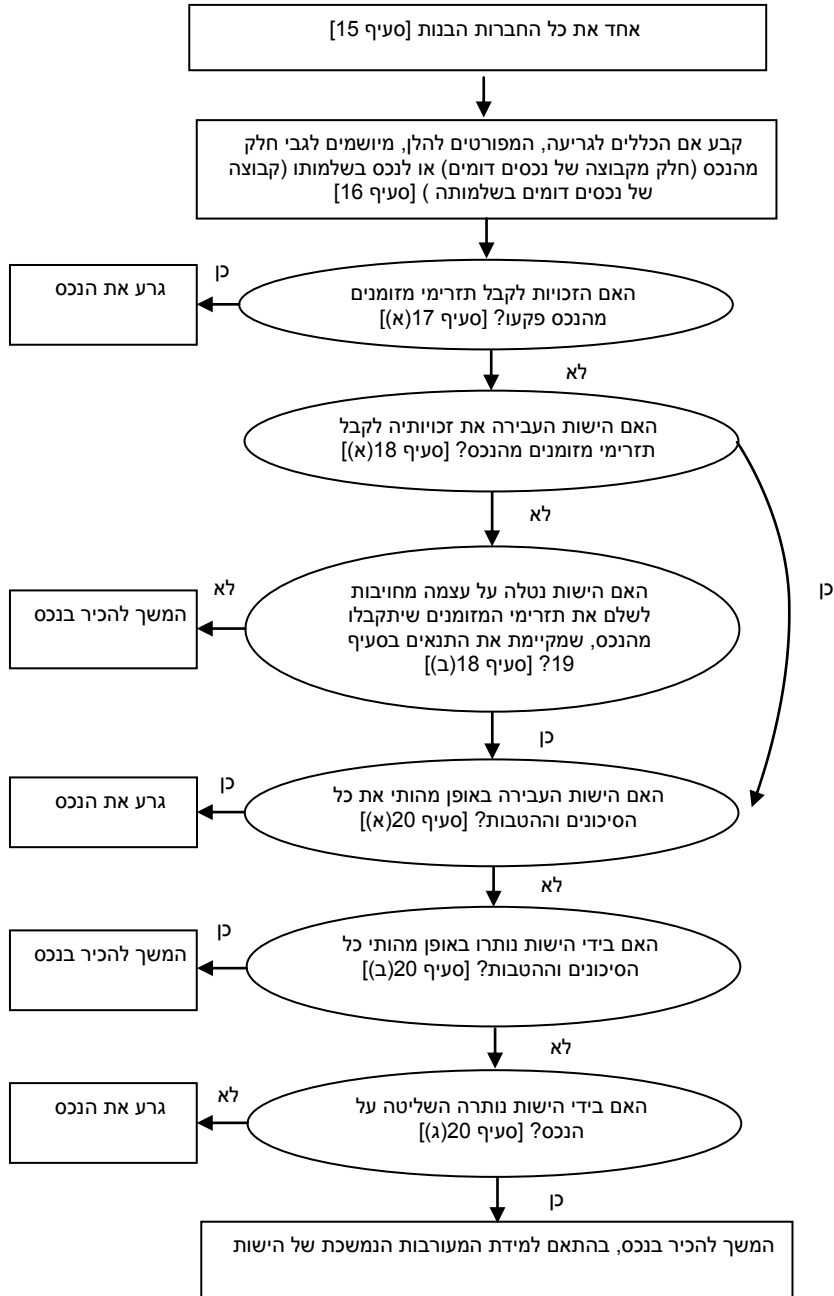 אחד את כל החברות הבנות [סעיף 15]
קבע אם הכללים לגריעה, המפורטים להלן, מיושמים לגבי חלק
מהנכס (חלק מקבוצה של נכסים דומים) או לנכס בשלמותו (קבוצה
של נכסים דומים בשלמותה ) [סעיף 16]
האם הזכויות לקבל תזרימי מזומנים
מהנכס פקעו? [סעיף 17(א)]
כן
גרע את הנכס
לא
האם הישות העבירה את זכויותיה לקבל
תזרימי מזומנים מהנכס? [סעיף 18(א)]
לא
כן
האם הישות נטלה על עצמה מחויבות
לשלם את תזרימי המזומנים שיתקבלו
מהנכס, שמקיימת את התנאים בסעיף
19? [סעיף 18(ב)]
לא
המשך להכיר בנכס
כן
האם הישות העבירה באופן מהותי את כל
הסיכונים וההטבות? [סעיף 20(א)]
כן
גרע את הנכס
לא
האם בידי הישות נותרו באופן מהותי כל
הסיכונים וההטבות? [סעיף 20(ב)]
כן
המשך להכיר בנכס
לא
האם בידי הישות נותרה השליטה על
הנכס? [סעיף 20(ג)]
לא
גרע את הנכס
כן
המשך להכיר בנכס, בהתאם למידת המעורבות הנמשכת של הישות